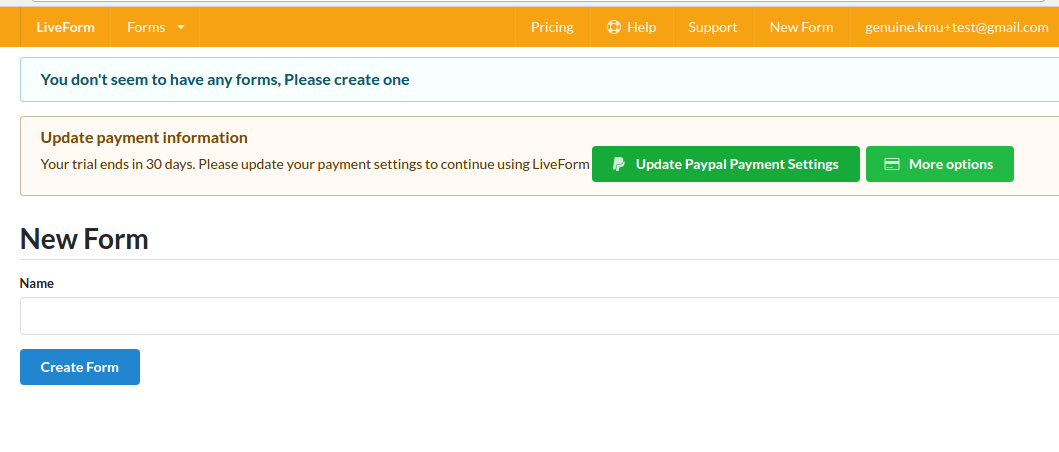 LiveForm Forms Pricing Help Support New Form genuine.kmu+test@gmail.com
You don't seem to have any forms, Please create one
Update payment information
Your trial ends in 30 days. Please update your payment settings to continue using LiveForm Update Paypal Payment Settings More options
New Form
Name
Create Form